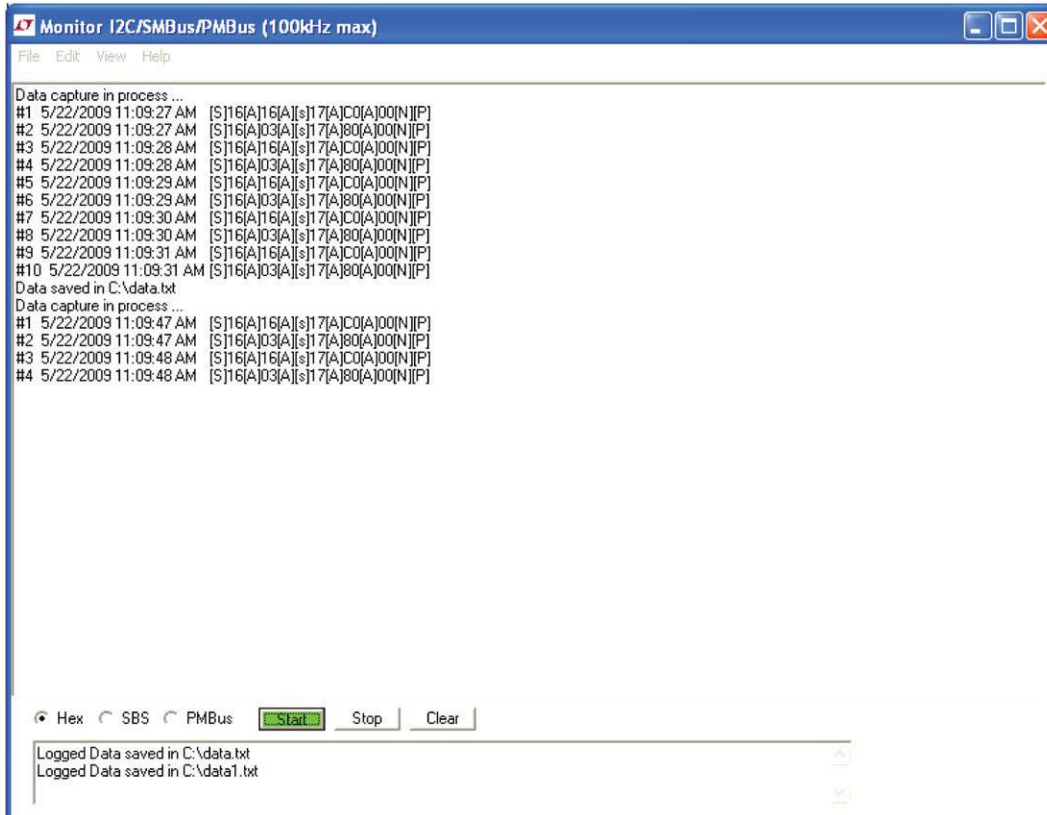 Monitor I2C/SMBus/PMBus (100kHz max)
File Edit View Help
Data capture in process ...
#1 5/22/2009 11:09:27 AM [S]16[A]16[A][s]17[A]C0[A]00[N][P]
#2 5/22/2009 11:09:27 AM [S]16[A]03[A][s]17[A]80[A]00[N][P]
#3 5/22/2009 11:09:28 AM [S]16[A]16[A][s]17[A]C0[A]00[N][P]
#4 5/22/2009 11:09:28 AM [S]16[A]03[A][s]17[A]80[A]00[N][P]
#5 5/22/2009 11:09:29 AM [S]16[A]16[A][s]17[A]C0[A]00[N][P]
#6 5/22/2009 11:09:29 AM [S]16[A]03[A][s]17[A]80[A]00[N][P]
#7 5/22/2009 11:09:30 AM [S]16[A]16[A][s]17[A]C0[A]00[N][P]
#8 5/22/2009 11:09:30 AM [S]16[A]03[A][s]17[A]80[A]00[N][P]
#9 5/22/2009 11:09:31 AM [S]16[A]16[A][s]17[A]C0[A]00[N][P]
#10 5/22/2009 11:09:31 AM [S]16[A]03[A][s]17[A]80[A]00[N][P]
Data saved in C:\data.txt
Data capture in process ...
#1 5/22/2009 11:09:47 AM [S]16[A]16[A][s]17[A]C0[A]00[N][P]
#2 5/22/2009 11:09:47 AM [S]16[A]03[A][s]17[A]80[A]00[N][P]
#3 5/22/2009 11:09:48 AM [S]16[A]16[A][s]17[A]C0[A]00[N][P]
#4 5/22/2009 11:09:48 AM [S]16[A]03[A][s]17[A]80[A]00[N][P]
Hex SBS PMBus Start Stop Clear
Logged Data saved in C:\data.txt
Logged Data saved in C:\data1.txt